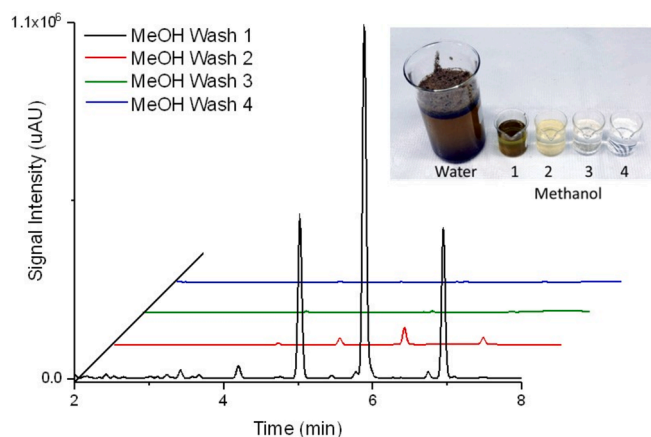 1.1x10⁶
MeOH Wash 1
MeOH Wash 2
MeOH Wash 3
MeOH Wash 4
Water
1
2
3
4
Methanol
Signal Intensity (uAU)
0.0
2
4
6
8
Time (min)